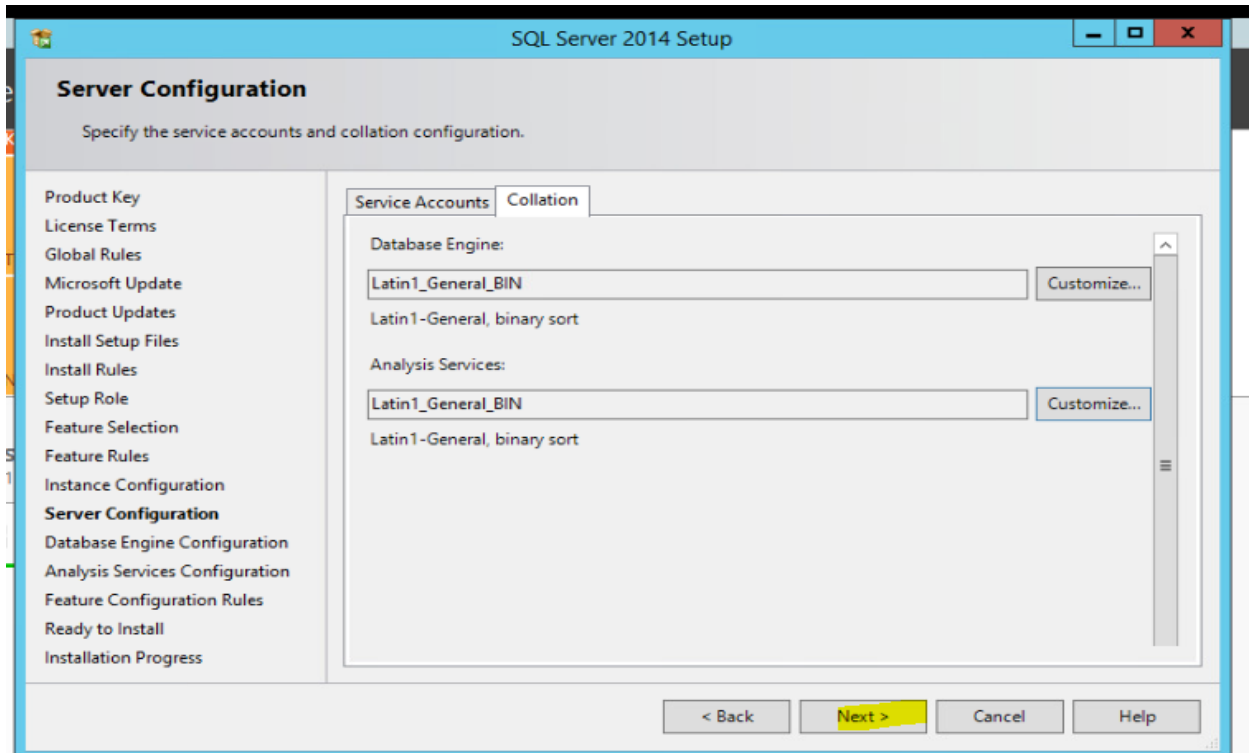 SQL Server 2014 Setup
Server Configuration
Specify the service accounts and collation configuration.
Product Key
License Terms
Global Rules
Microsoft Update
Product Updates
Install Setup Files
Install Rules
Setup Role
Feature Selection
Feature Rules
Instance Configuration
Server Configuration
Database Engine Configuration
Analysis Services Configuration
Feature Configuration Rules
Ready to Install
Installation Progress
Service Accounts Collation
Database Engine:
Latin1_General_BIN Customize...
Latin1-General, binary sort
Analysis Services:
Latin1_General_BIN Customize...
Latin1-General, binary sort
< Back Next > Cancel Help